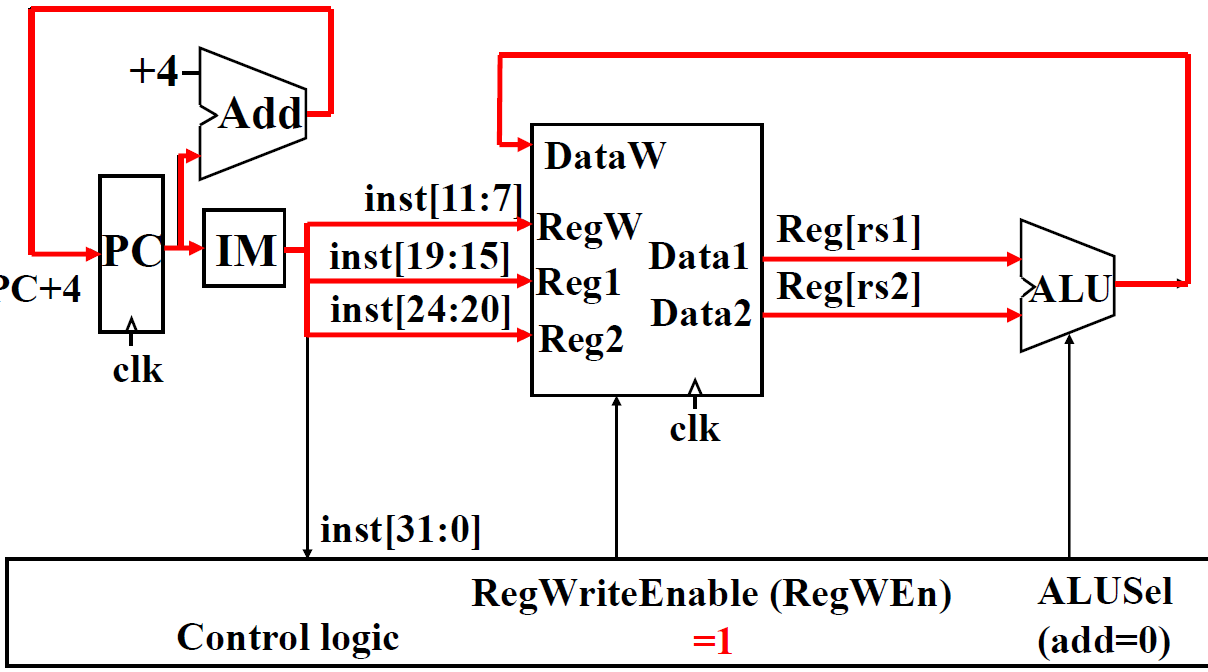 +4
Add
DataW
inst[11:7]
RegW
Reg[rs1]
PC
IM
inst[19:15]
Data1
Reg1
Reg[rs2]
ALU
PC+4
inst[24:20]
Data2
Reg2
clk
clk
inst[31:0]
RegWriteEnable (RegWEn)
ALUSel
Control logic
=1
(add=0)